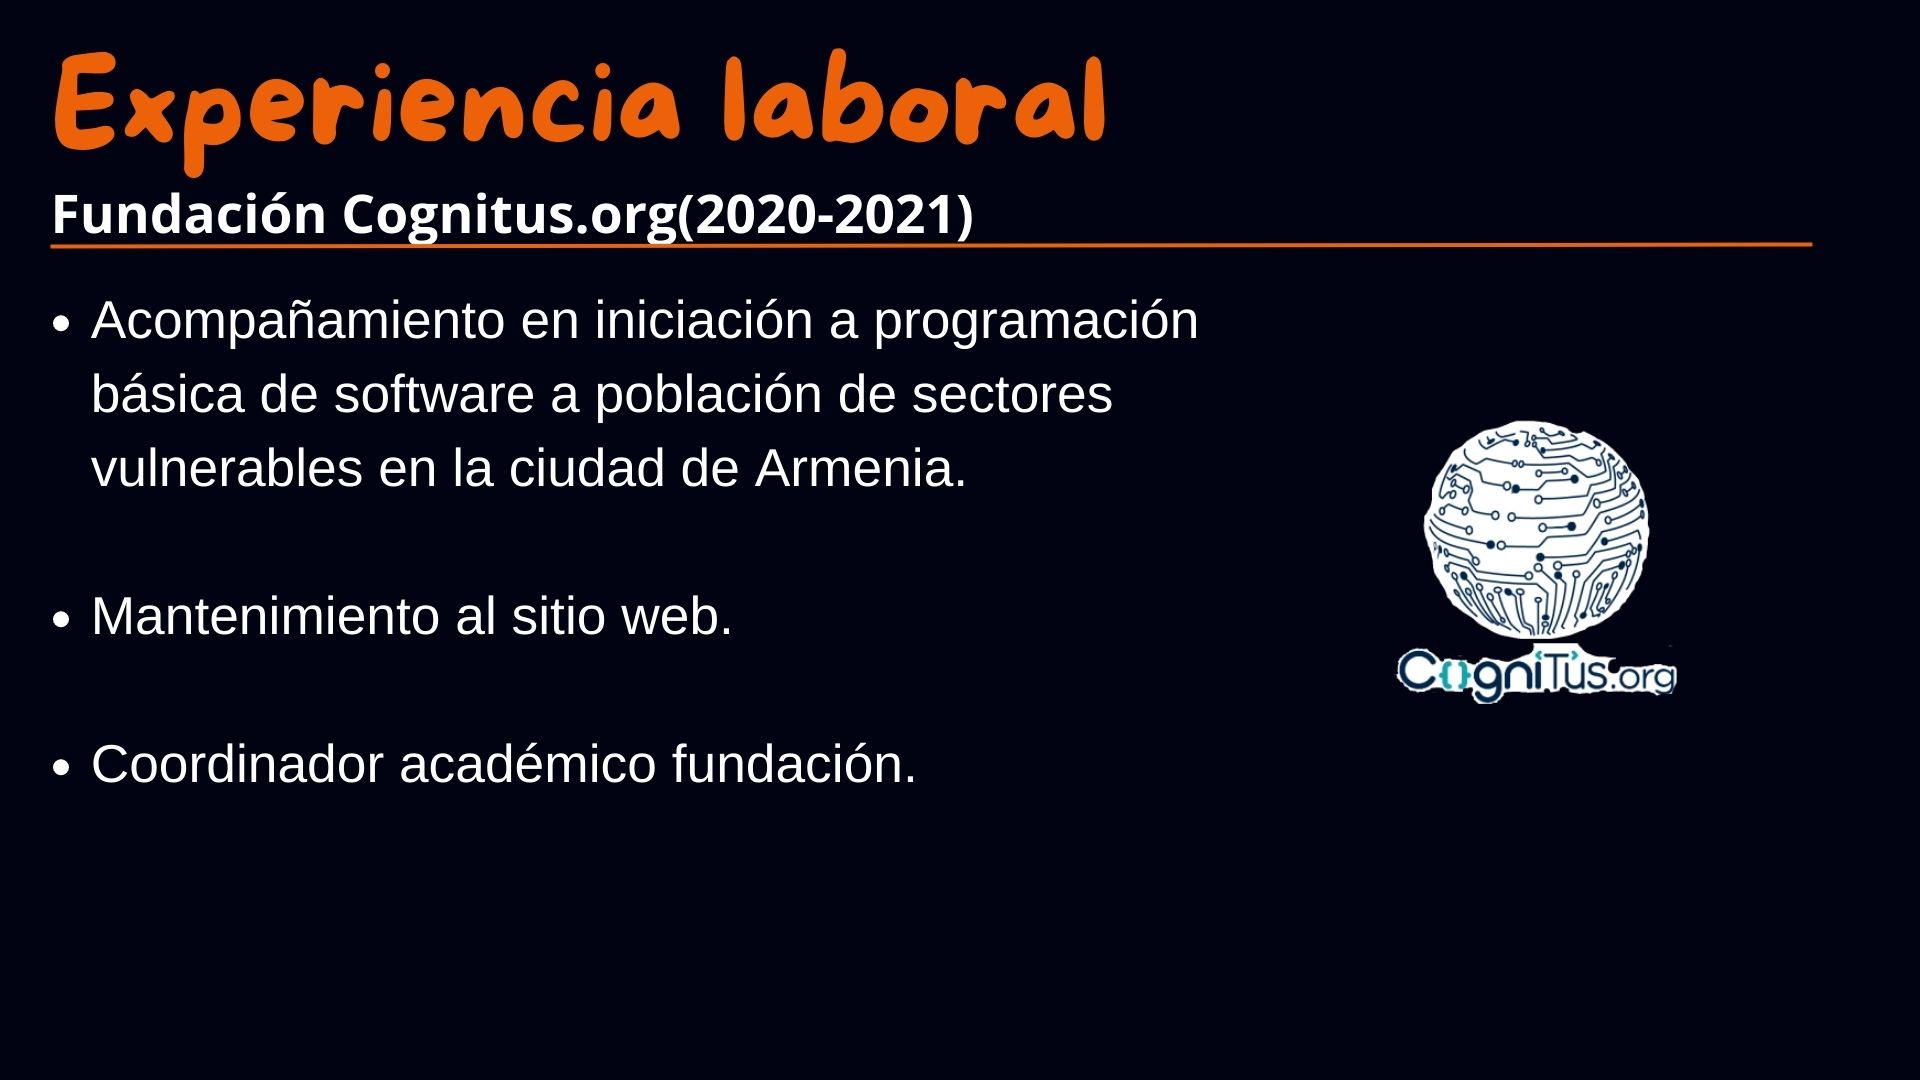 Experiencia laboral
Fundación Cognitus.org(2020-2021)
• Acompañamiento en iniciación a programación
básica de software a población de sectores
vulnerables en la ciudad de Armenia.
• Mantenimiento al sitio web.
• Coordinador académico fundación.
C{}gniTus.org